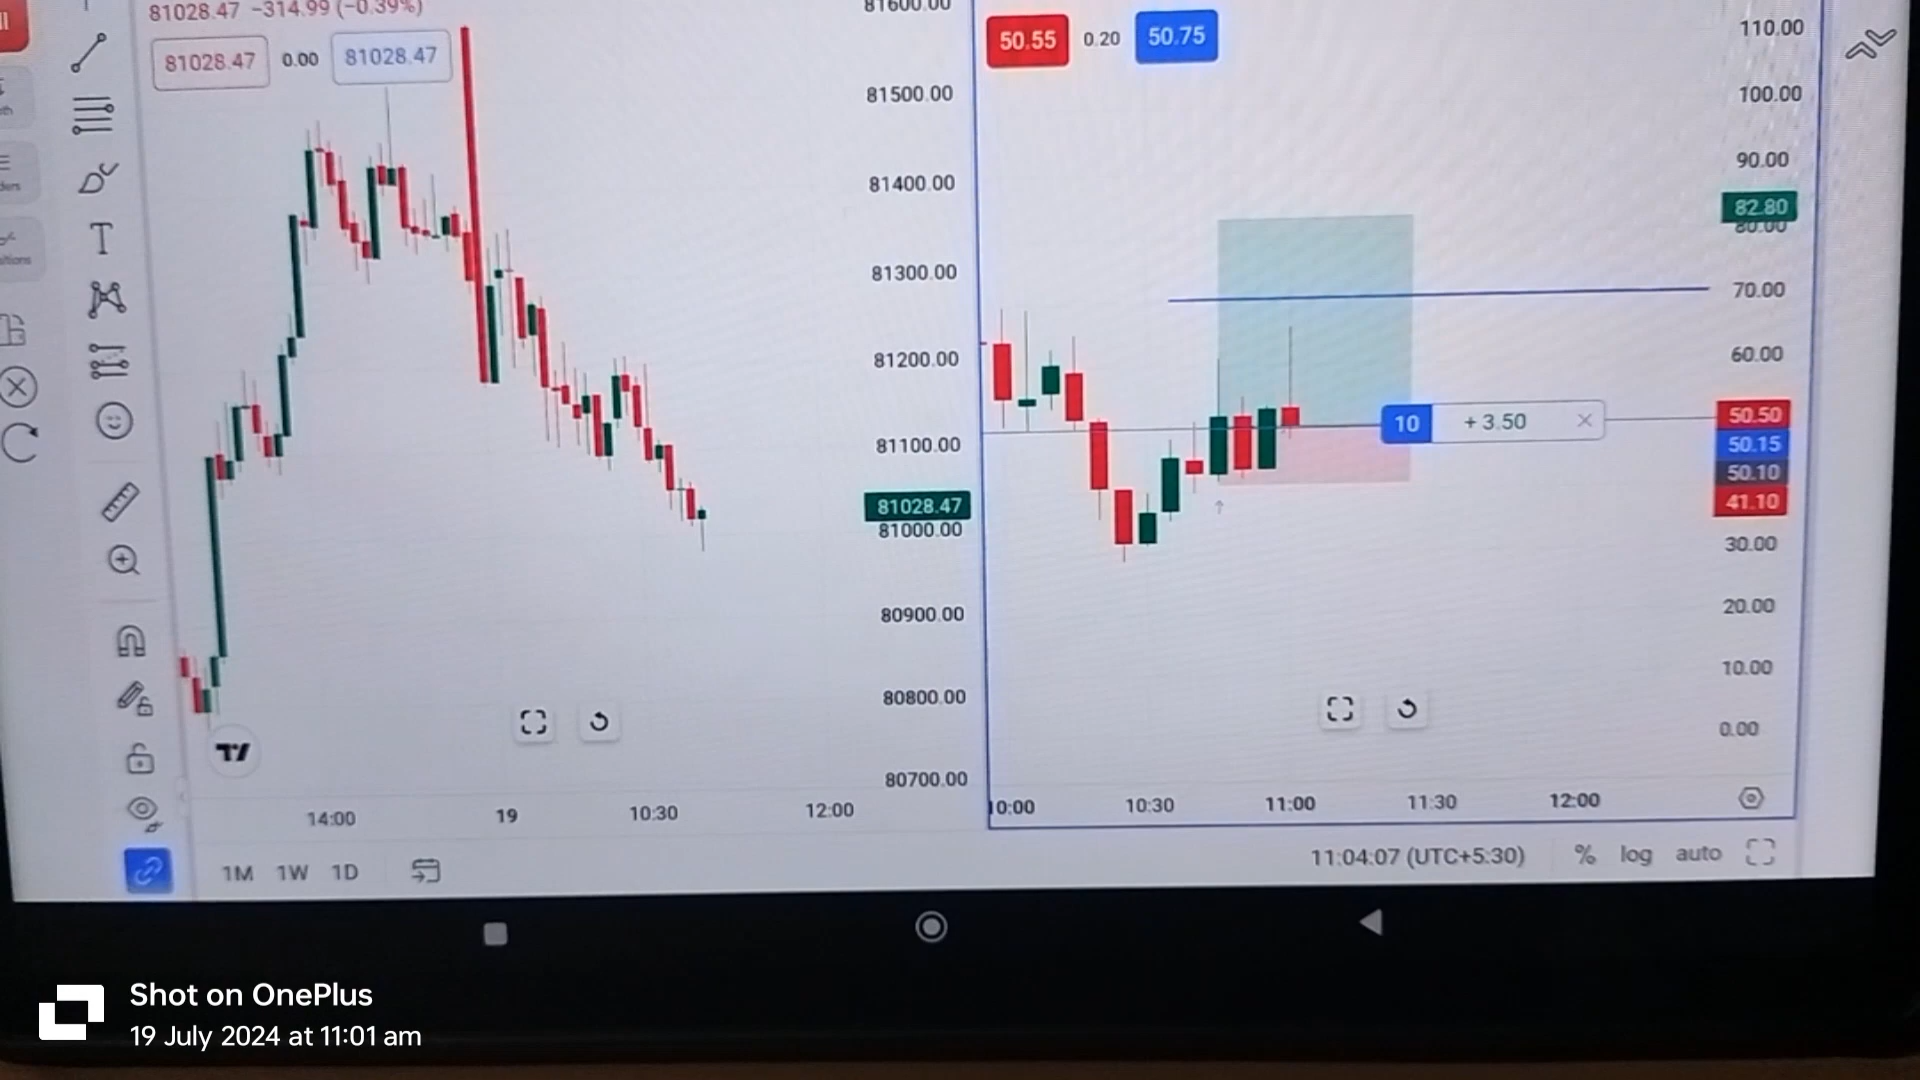 81028.47 −314.99 (−0.39%)
81028.47 0.00 81028.47
81600.00
81500.00
81400.00
81300.00
81200.00
81100.00
81028.47
81000.00
80900.00
80800.00
80700.00
14:00 19 10:30 12:00
50.55 0.20 50.75
110.00
100.00
90.00
82.80
80.00
70.00
60.00
10 + 3.50
50.50
50.15
50.10
41.10
30.00
20.00
10.00
0.00
10:00 10:30 11:00 11:30 12:00
1M 1W 1D
11:04:07 (UTC+5:30) % log auto
Shot on OnePlus
19 July 2024 at 11:01 am